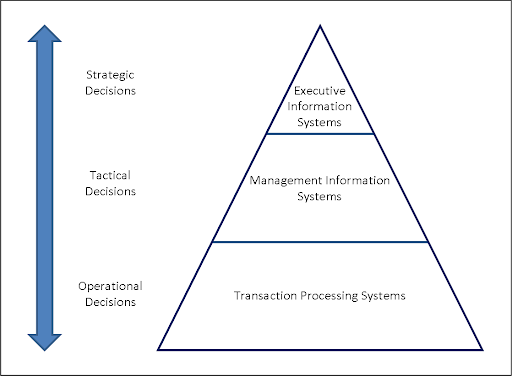 Strategic
Decisions
Executive
Information
Systems
Tactical
Decisions
Management Information
Systems
Operational
Decisions
Transaction Processing Systems